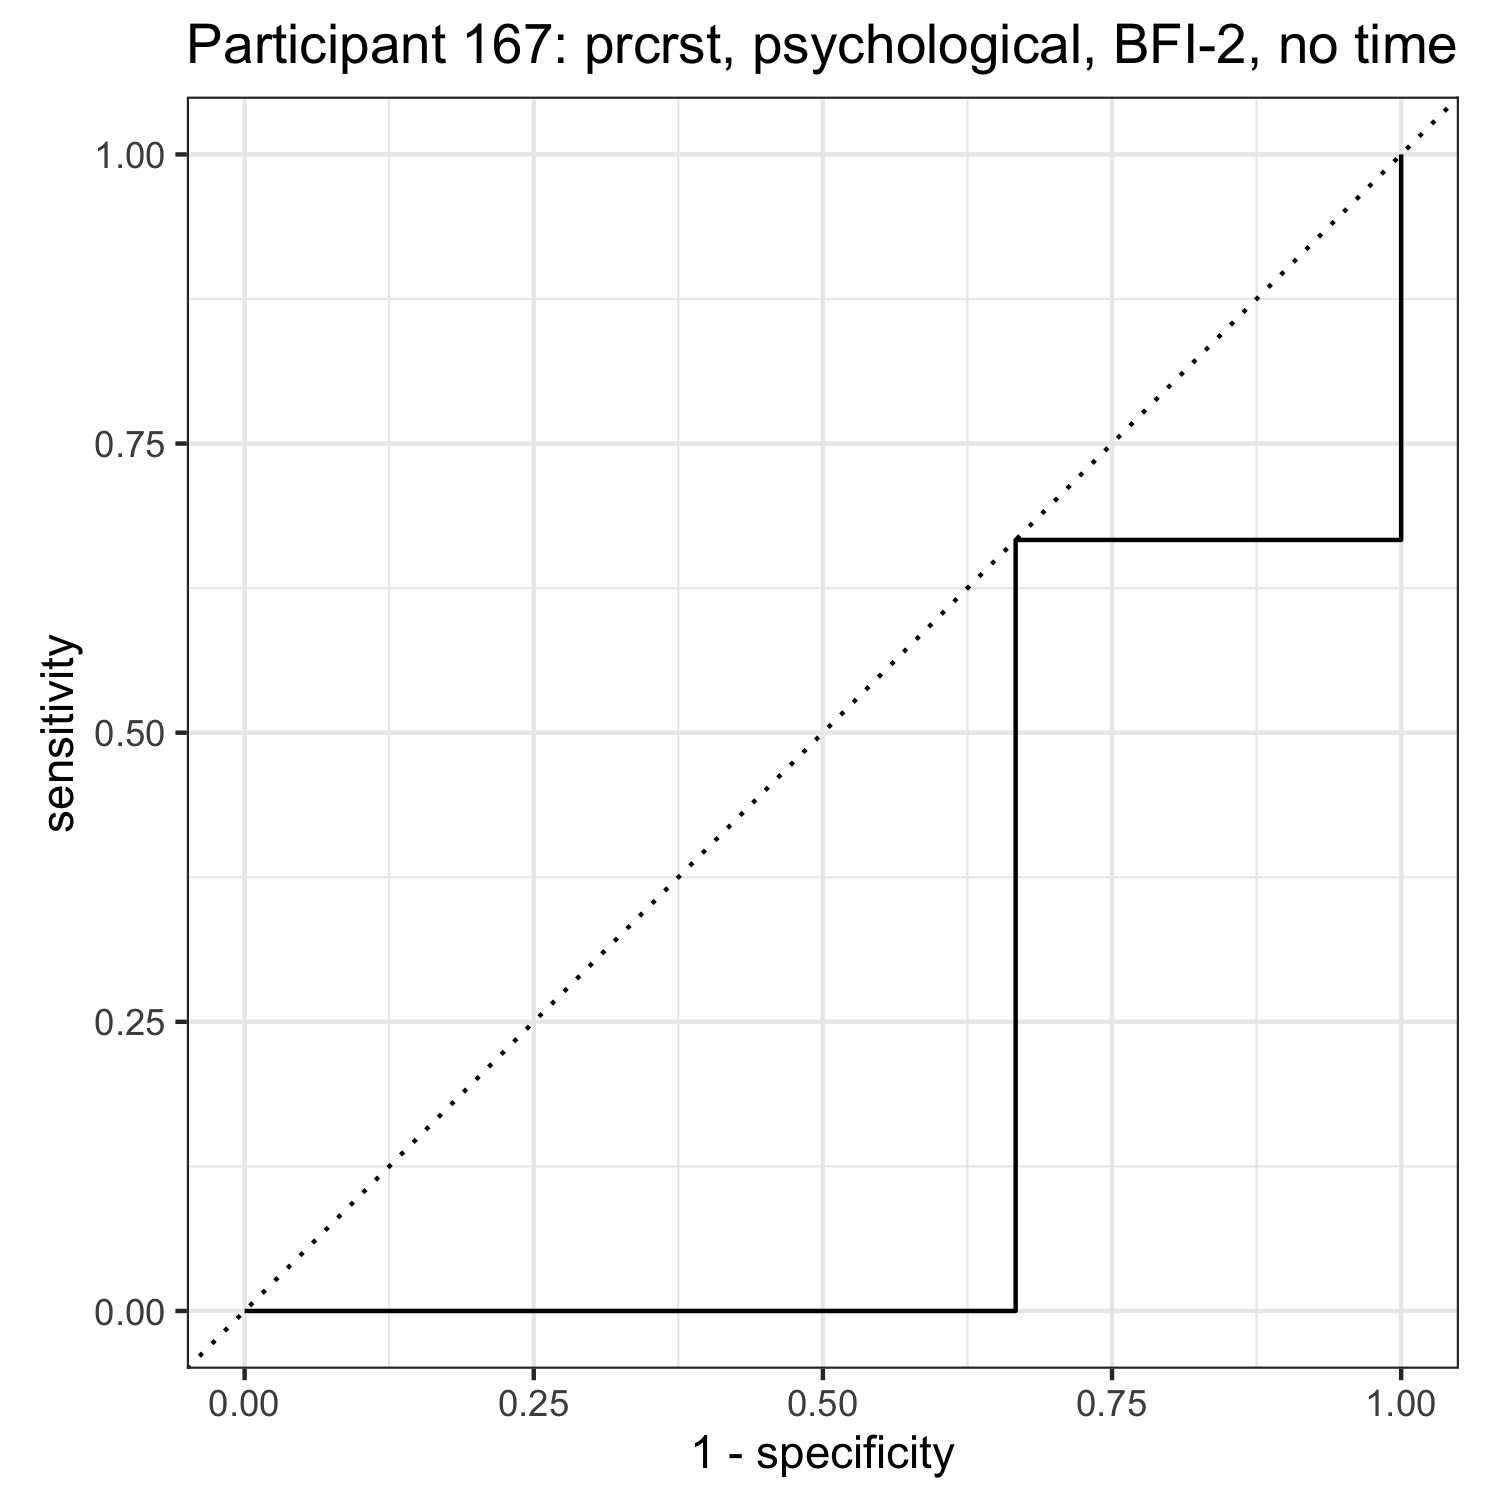 Participant 167: prcrst, psychological, BFI-2, no time
1.00
0.75
0.50
0.25
0.00
sensitivity
0.00 0.25 0.50 0.75 1.00
1 - specificity